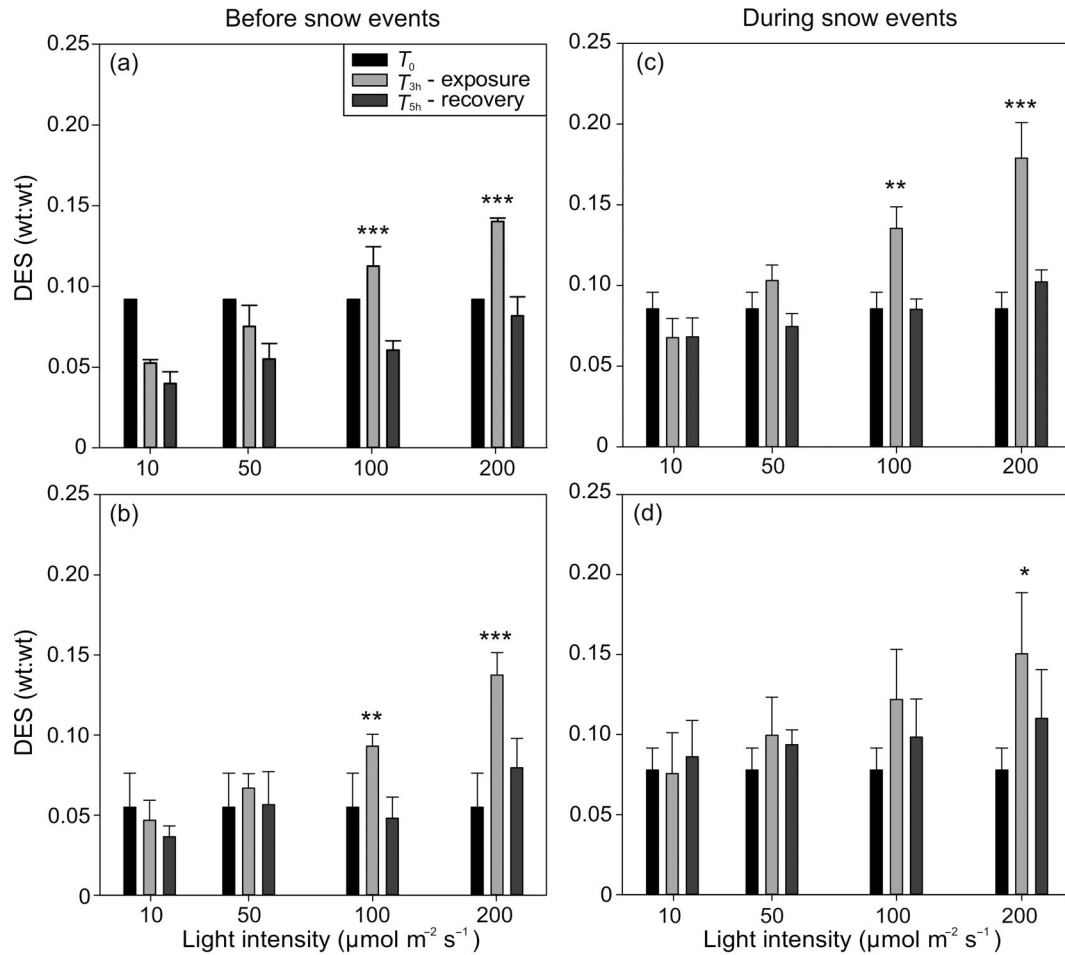 Before snow events
During snow events
(a)
T₀
T₃ₕ - exposure
T₅ₕ - recovery
***
***
DES (wt:wt)
0.25
0.20
0.15
0.10
0.05
0
10 50 100 200
(c)
**
***
0.25
0.20
0.15
0.10
0.05
0
10 50 100 200
(b)
**
***
DES (wt:wt)
0.25
0.20
0.15
0.10
0.05
0
10 50 100 200
Light intensity (µmol m⁻² s⁻¹)
(d)
*
0.25
0.20
0.15
0.10
0.05
0
10 50 100 200
Light intensity (µmol m⁻² s⁻¹)